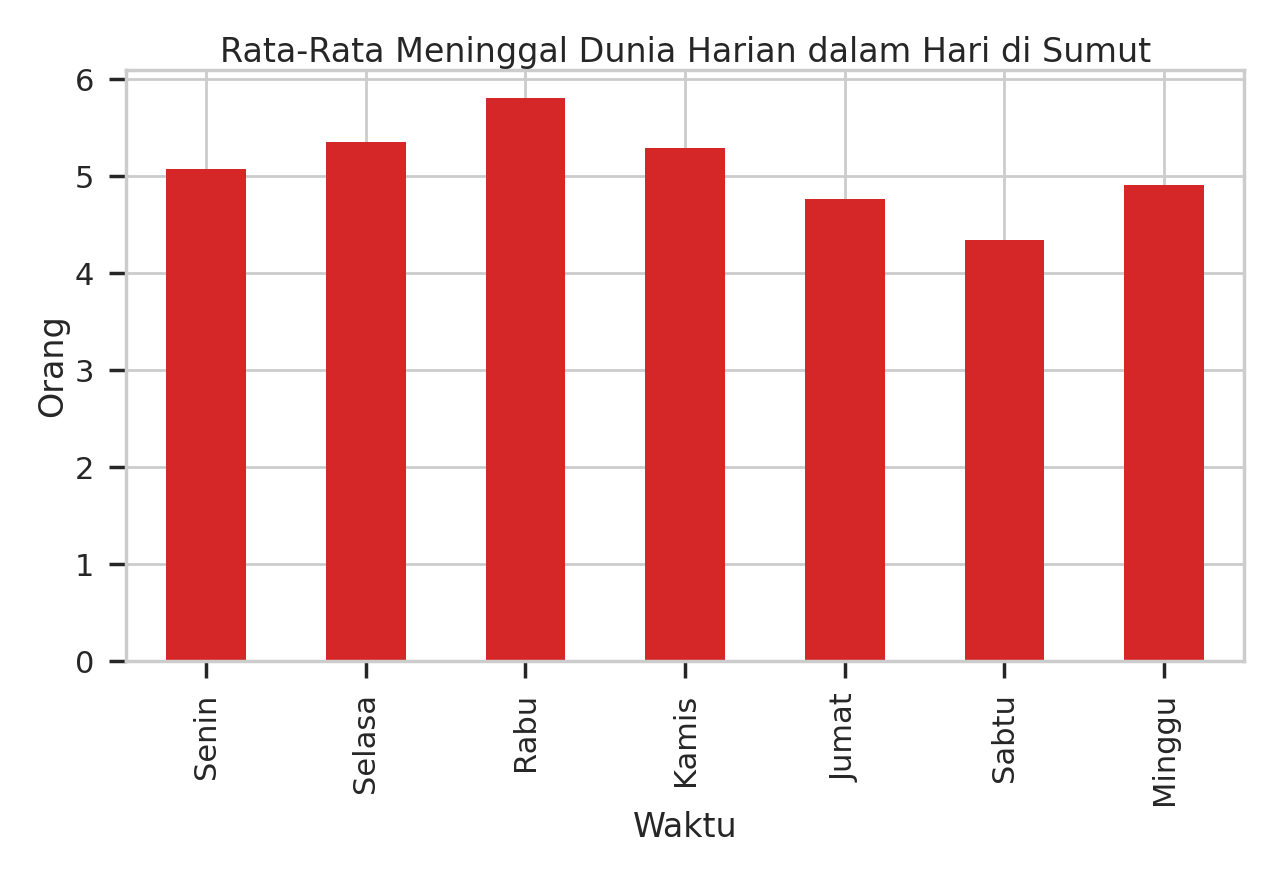 Rata-Rata Meninggal Dunia Harian dalam Hari di Sumut
6
5
4
3
2
1
0
Orang
Senin
Selasa
Rabu
Kamis
Jumat
Sabtu
Minggu
Waktu